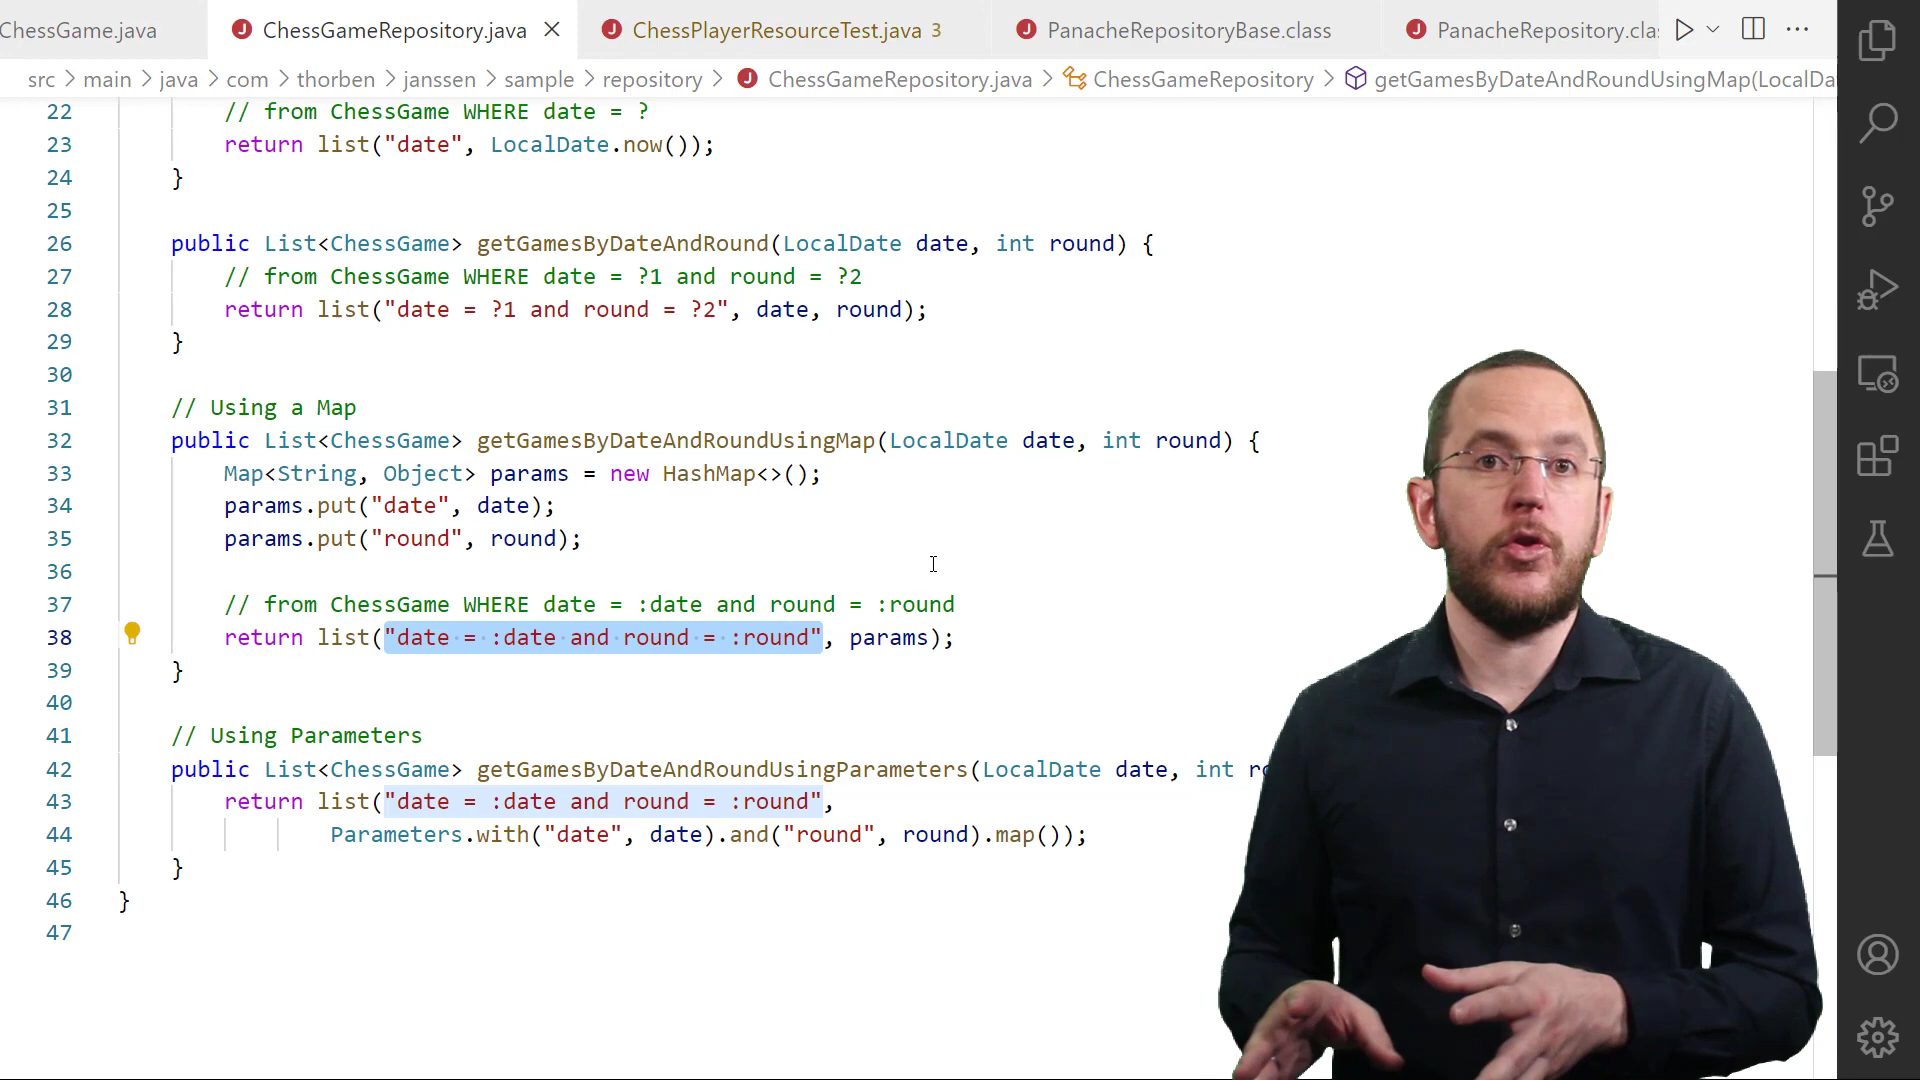 ChessGame.java
ChessGameRepository.java
ChessPlayerResourceTest.java 3
PanacheRepositoryBase.class
PanacheRepository.cla
src > main > java > com > thorben > janssen > sample > repository > ChessGameRepository.java > ChessGameRepository > getGamesByDateAndRoundUsingMap(LocalDa
22 // from ChessGame WHERE date = ?
23 return list("date", LocalDate.now());
24 }
25
26 public List<ChessGame> getGamesByDateAndRound(LocalDate date, int round) {
27 // from ChessGame WHERE date = ?1 and round = ?2
28 return list("date = ?1 and round = ?2", date, round);
29 }
30
31 // Using a Map
32 public List<ChessGame> getGamesByDateAndRoundUsingMap(LocalDate date, int round) {
33 Map<String, Object> params = new HashMap<>();
34 params.put("date", date);
35 params.put("round", round);
36
37 // from ChessGame WHERE date = :date and round = :round
38 return list("date = :date and round = :round", params);
39 }
40
41 // Using Parameters
42 public List<ChessGame> getGamesByDateAndRoundUsingParameters(LocalDate date, int ro
43 return list("date = :date and round = :round",
44 Parameters.with("date", date).and("round", round).map());
45 }
46 }
47